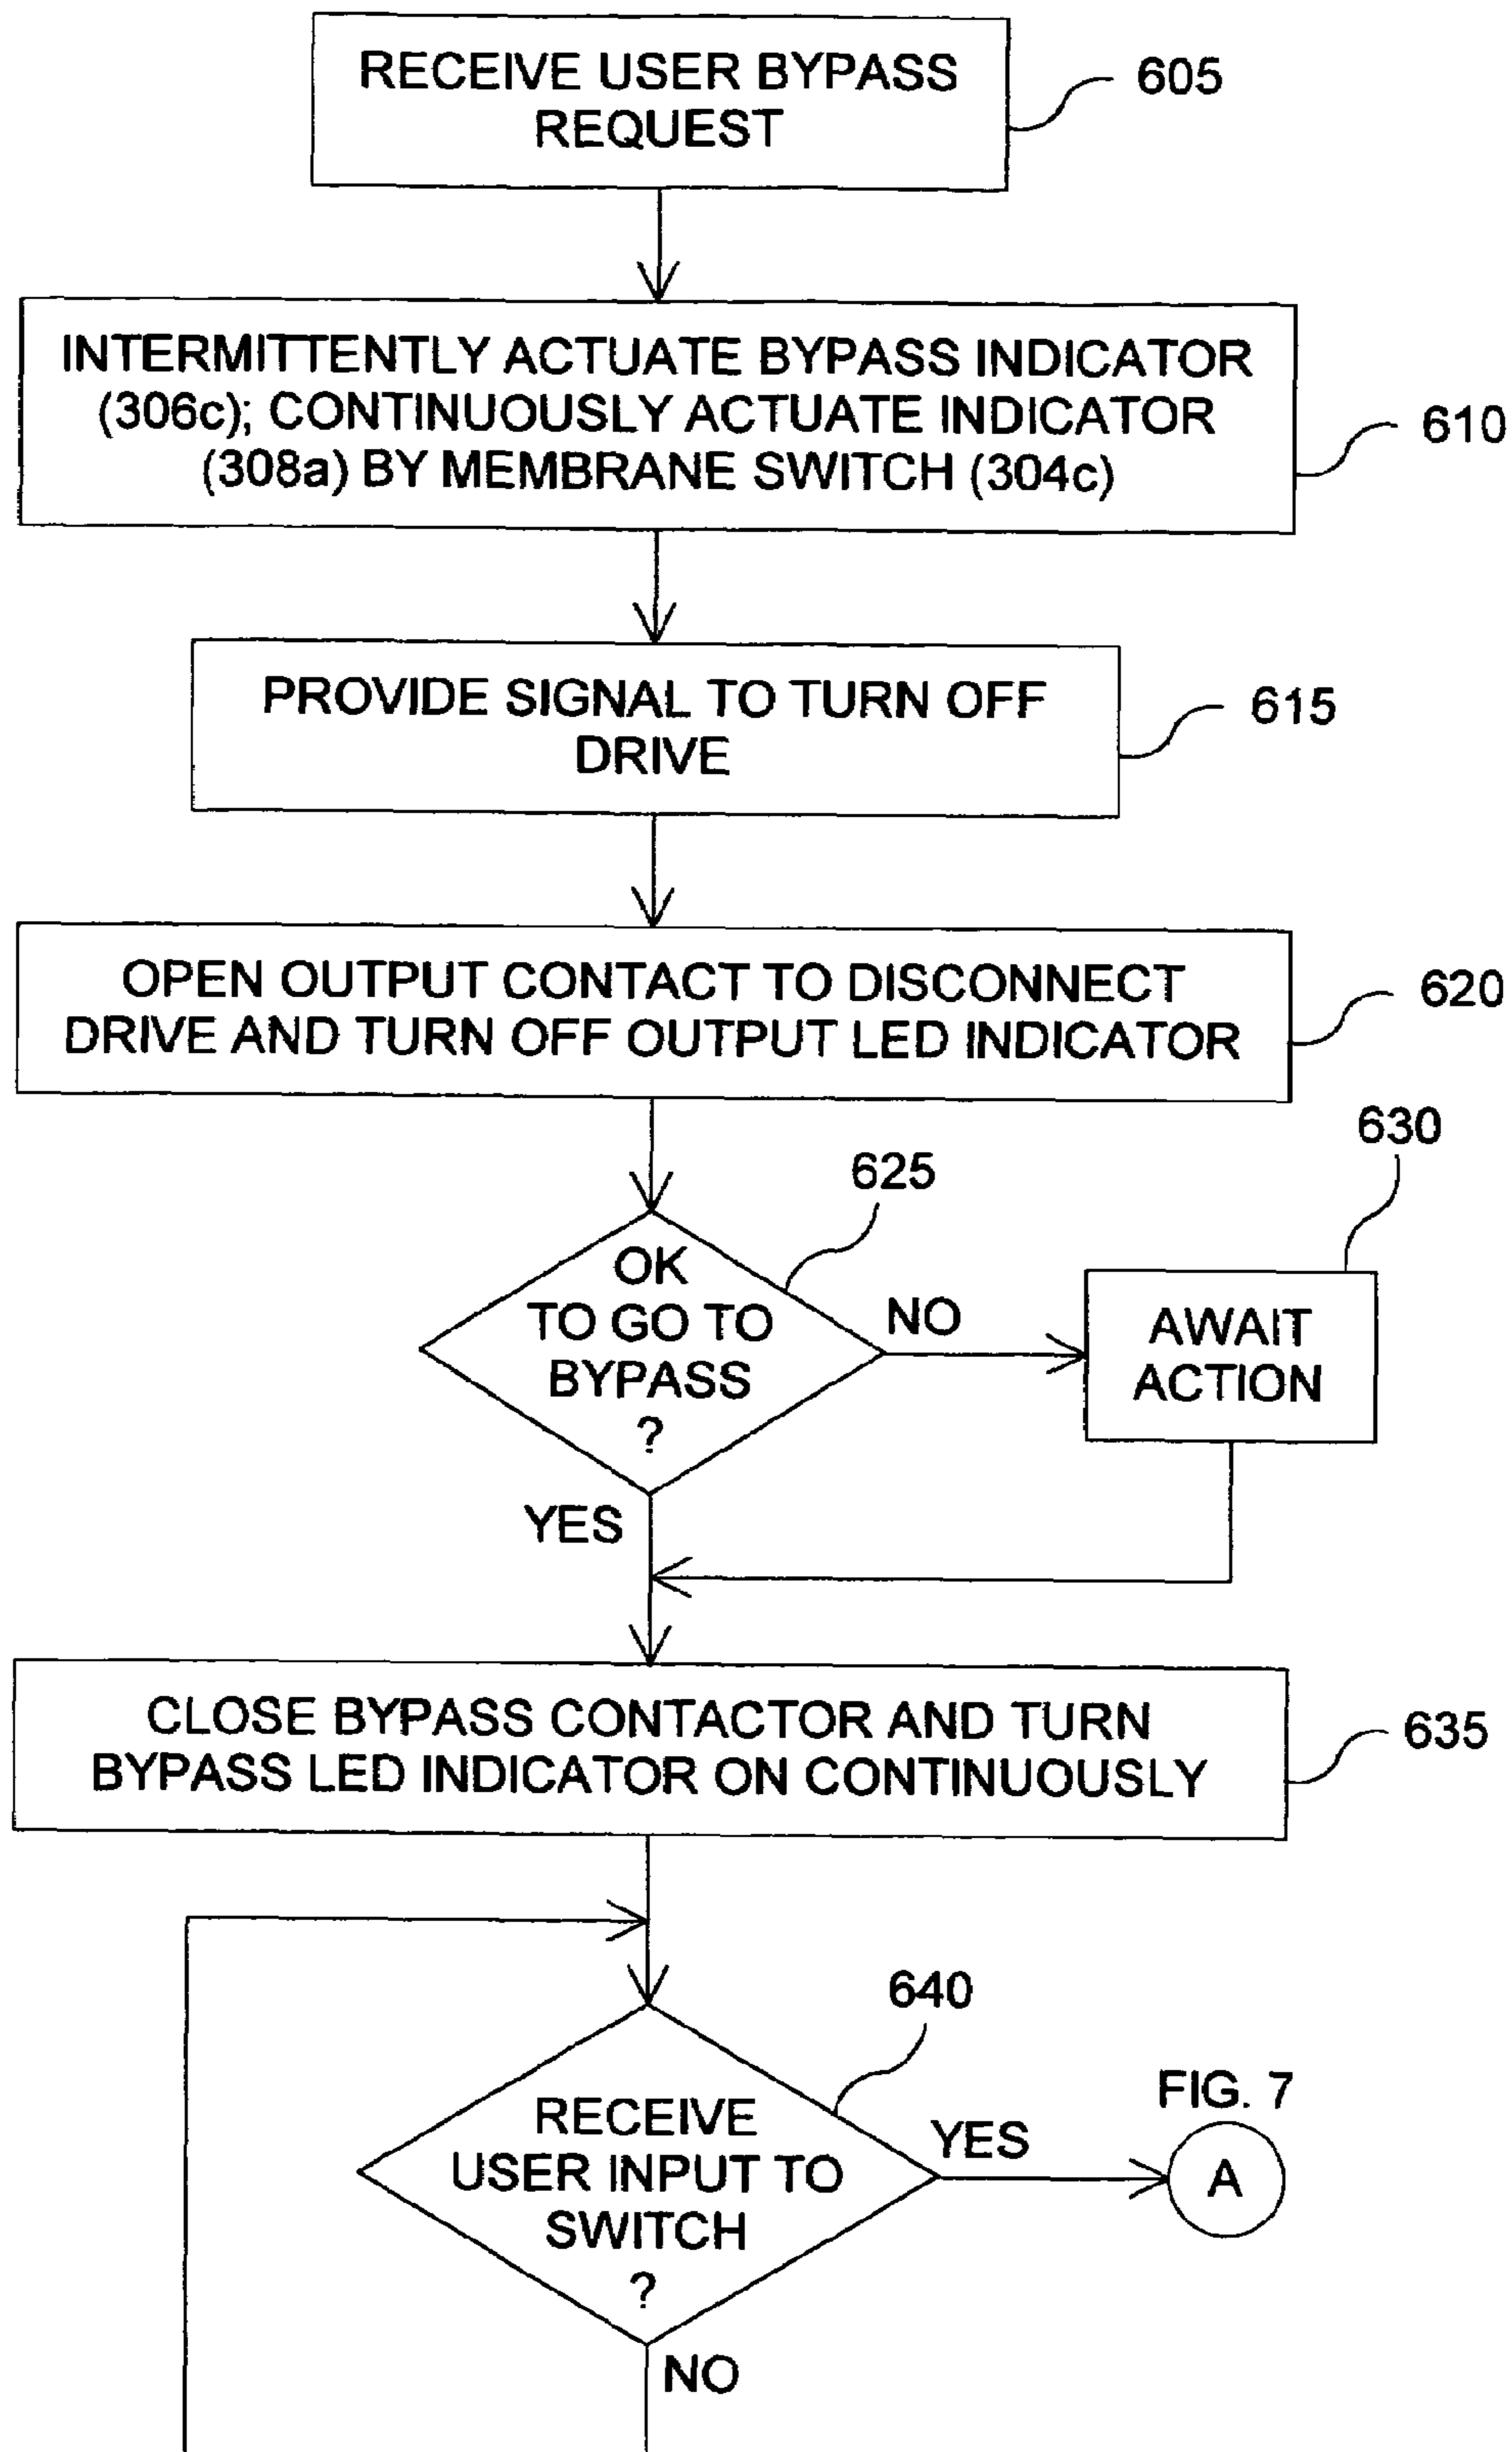 RECEIVE USER BYPASS
REQUEST
605
INTERMITTENTLY ACTUATE BYPASS INDICATOR
(306c); CONTINUOUSLY ACTUATE INDICATOR
(308a) BY MEMBRANE SWITCH (304c)
610
PROVIDE SIGNAL TO TURN OFF
DRIVE
615
OPEN OUTPUT CONTACT TO DISCONNECT
DRIVE AND TURN OFF OUTPUT LED INDICATOR
620
625
OK
TO GO TO
BYPASS
?
NO
630
AWAIT
ACTION
YES
CLOSE BYPASS CONTACTOR AND TURN
BYPASS LED INDICATOR ON CONTINUOUSLY
635
640
RECEIVE
USER INPUT TO
SWITCH
?
YES
FIG. 7
A
NO